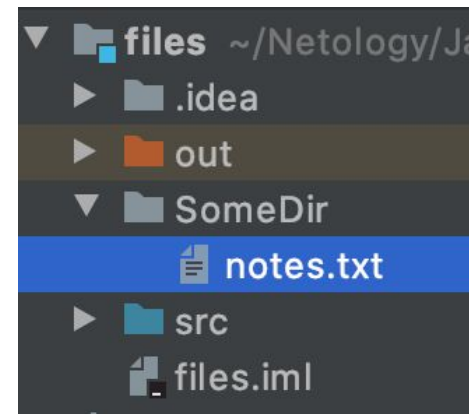 files ~/Netology/Ja
.idea
out
SomeDir
notes.txt
src
files.iml